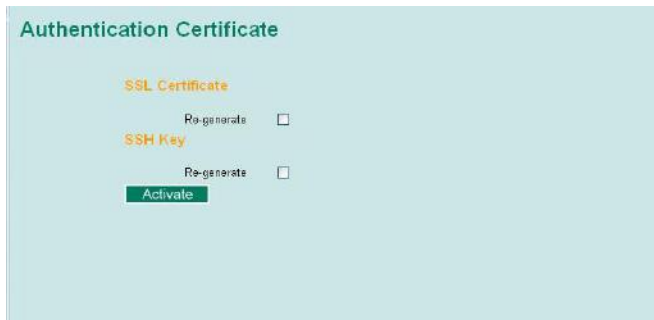 Authentication Certificate
SSL Certificate
Re-generate
SSH Key
Re-generate
Activate